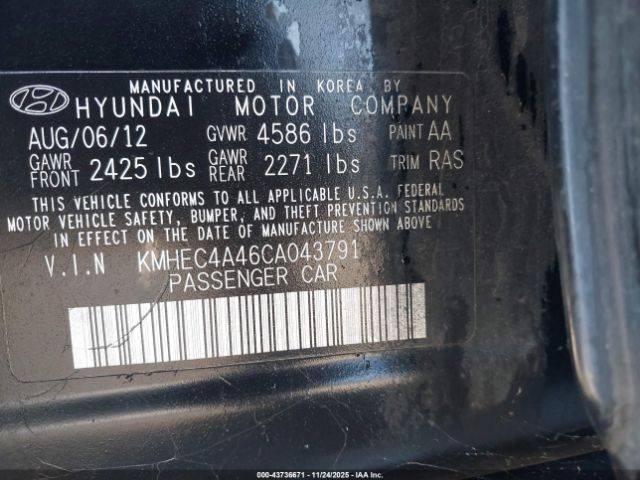 MANUFACTURED IN KOREA BY
HYUNDAI MOTOR COMPANY
AUG/06/12 GVWR 4586 lbs PAINT AA
GAWR FRONT 2425 lbs GAWR REAR 2271 lbs TRIM RAS
THIS VEHICLE CONFORMS TO ALL APPLICABLE U.S.A. FEDERAL
MOTOR VEHICLE SAFETY, BUMPER, AND THEFT PREVENTION STANDARDS
IN EFFECT ON THE DATE OF MANUFACTURE SHOWN ABOVE
V.I.N KMHEC4A46CA043791
PASSENGER CAR
000-43736671 - 11/24/2025 - IAAI, Inc.